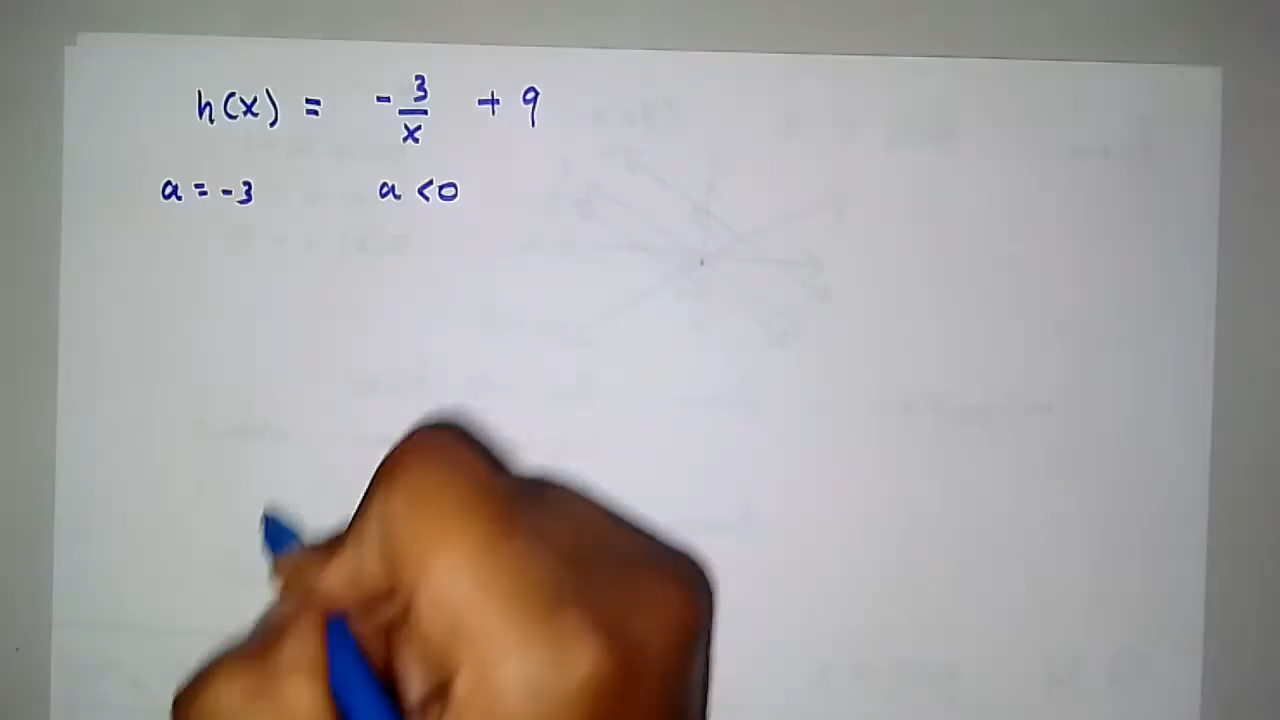 h(x) = -3/x + 9
a = -3 a <0